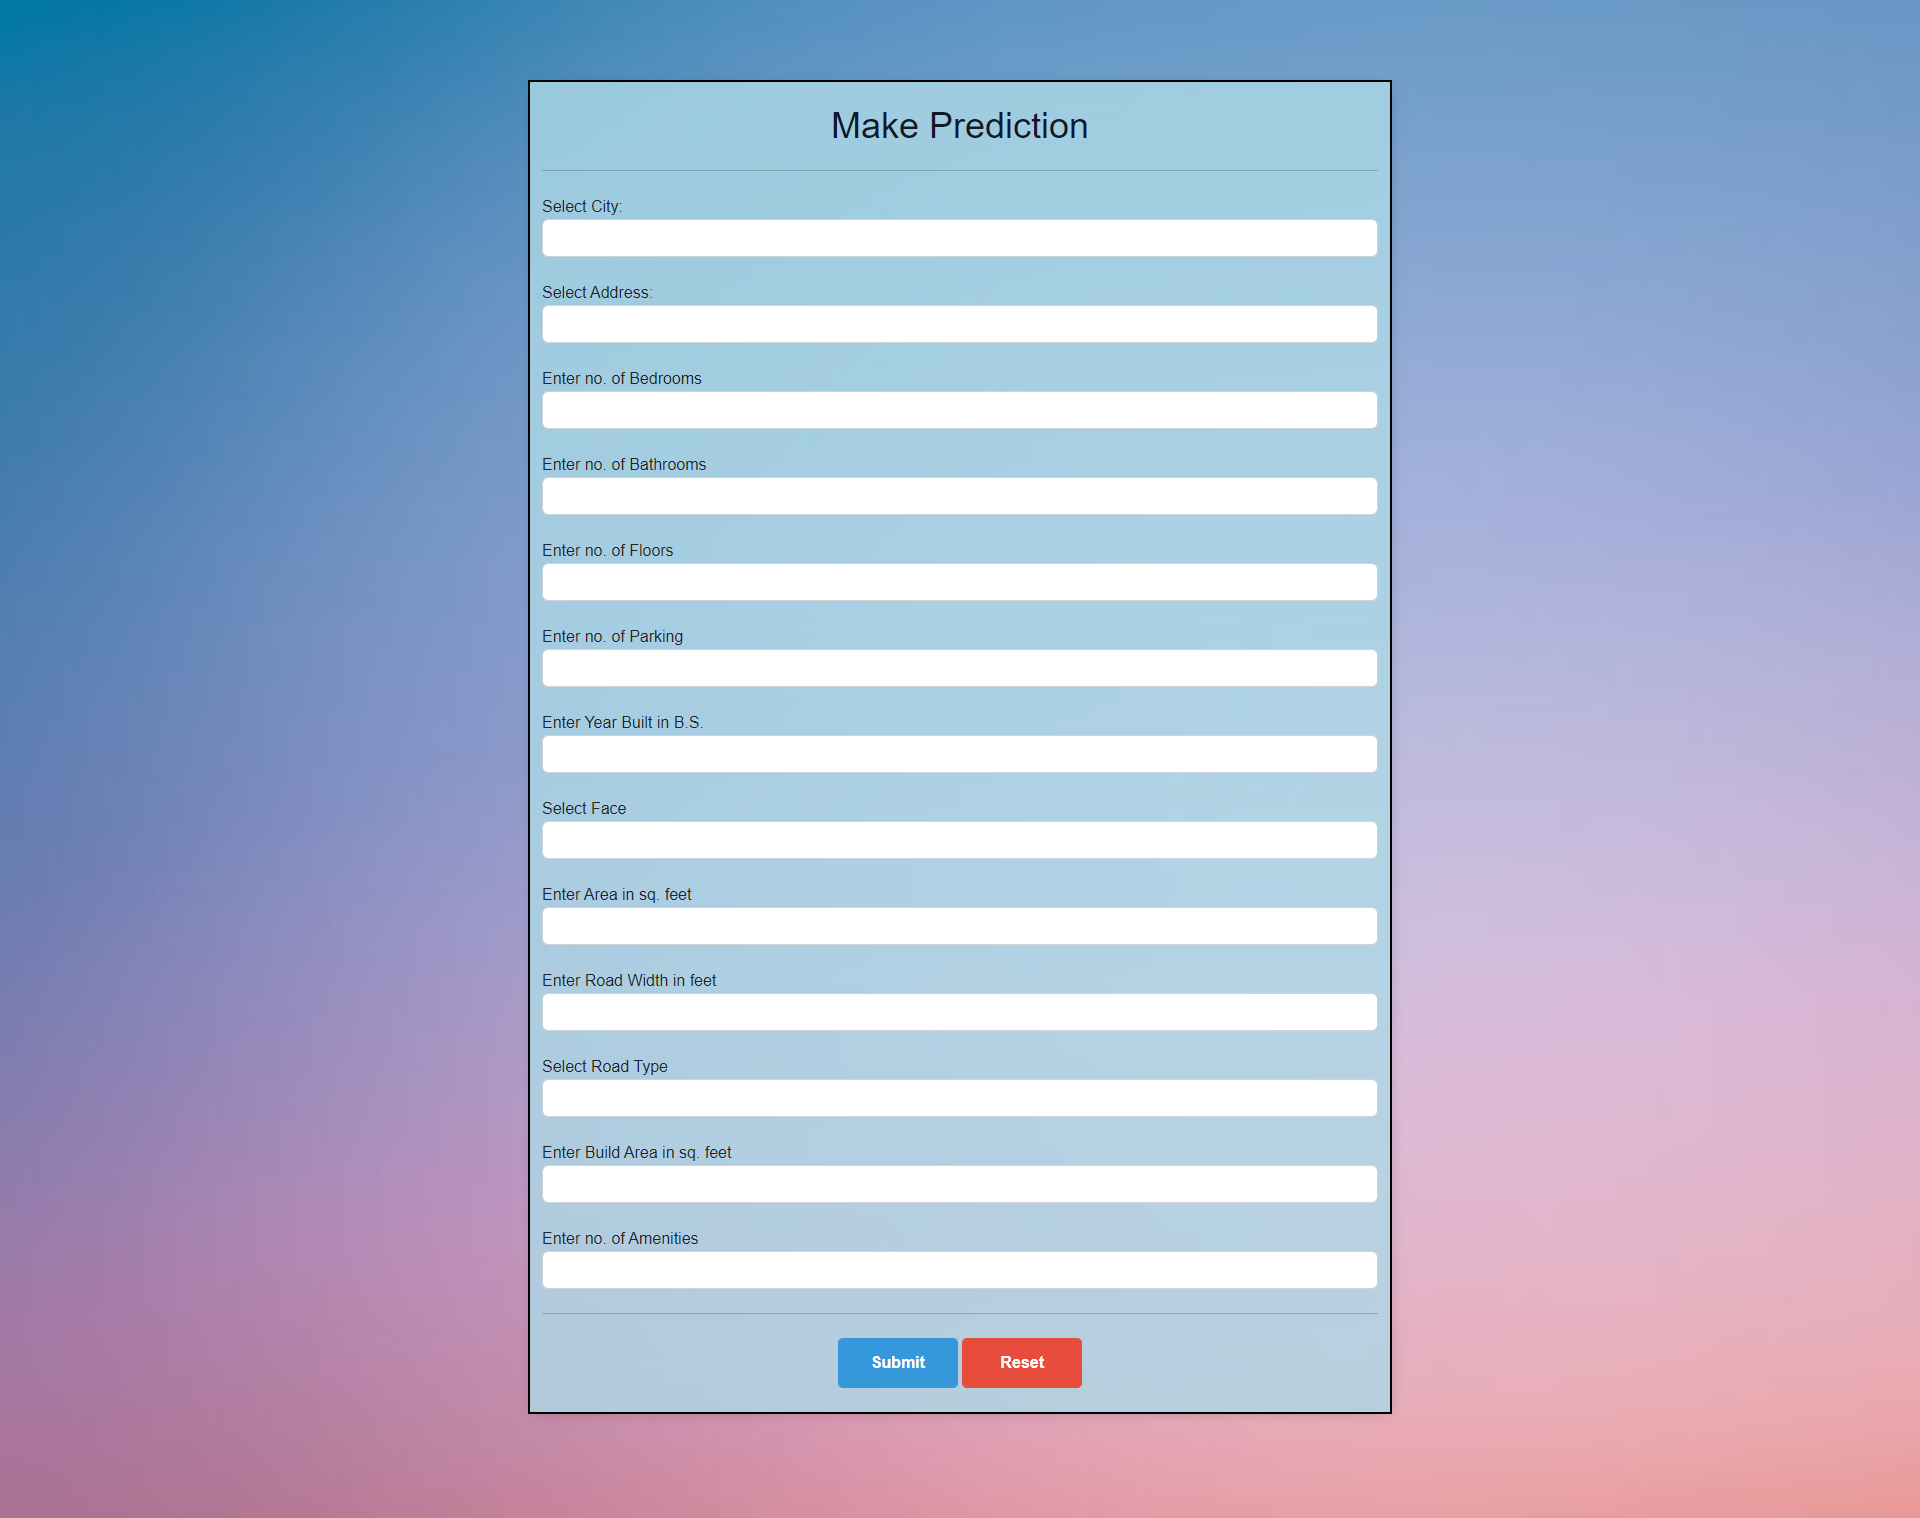 Make Prediction
Select City:
Select Address:
Enter no. of Bedrooms
Enter no. of Bathrooms
Enter no. of Floors
Enter no. of Parking
Enter Year Built in B.S.
Select Face
Enter Area in sq. feet
Enter Road Width in feet
Select Road Type
Enter Build Area in sq. feet
Enter no. of Amenities
Submit Reset